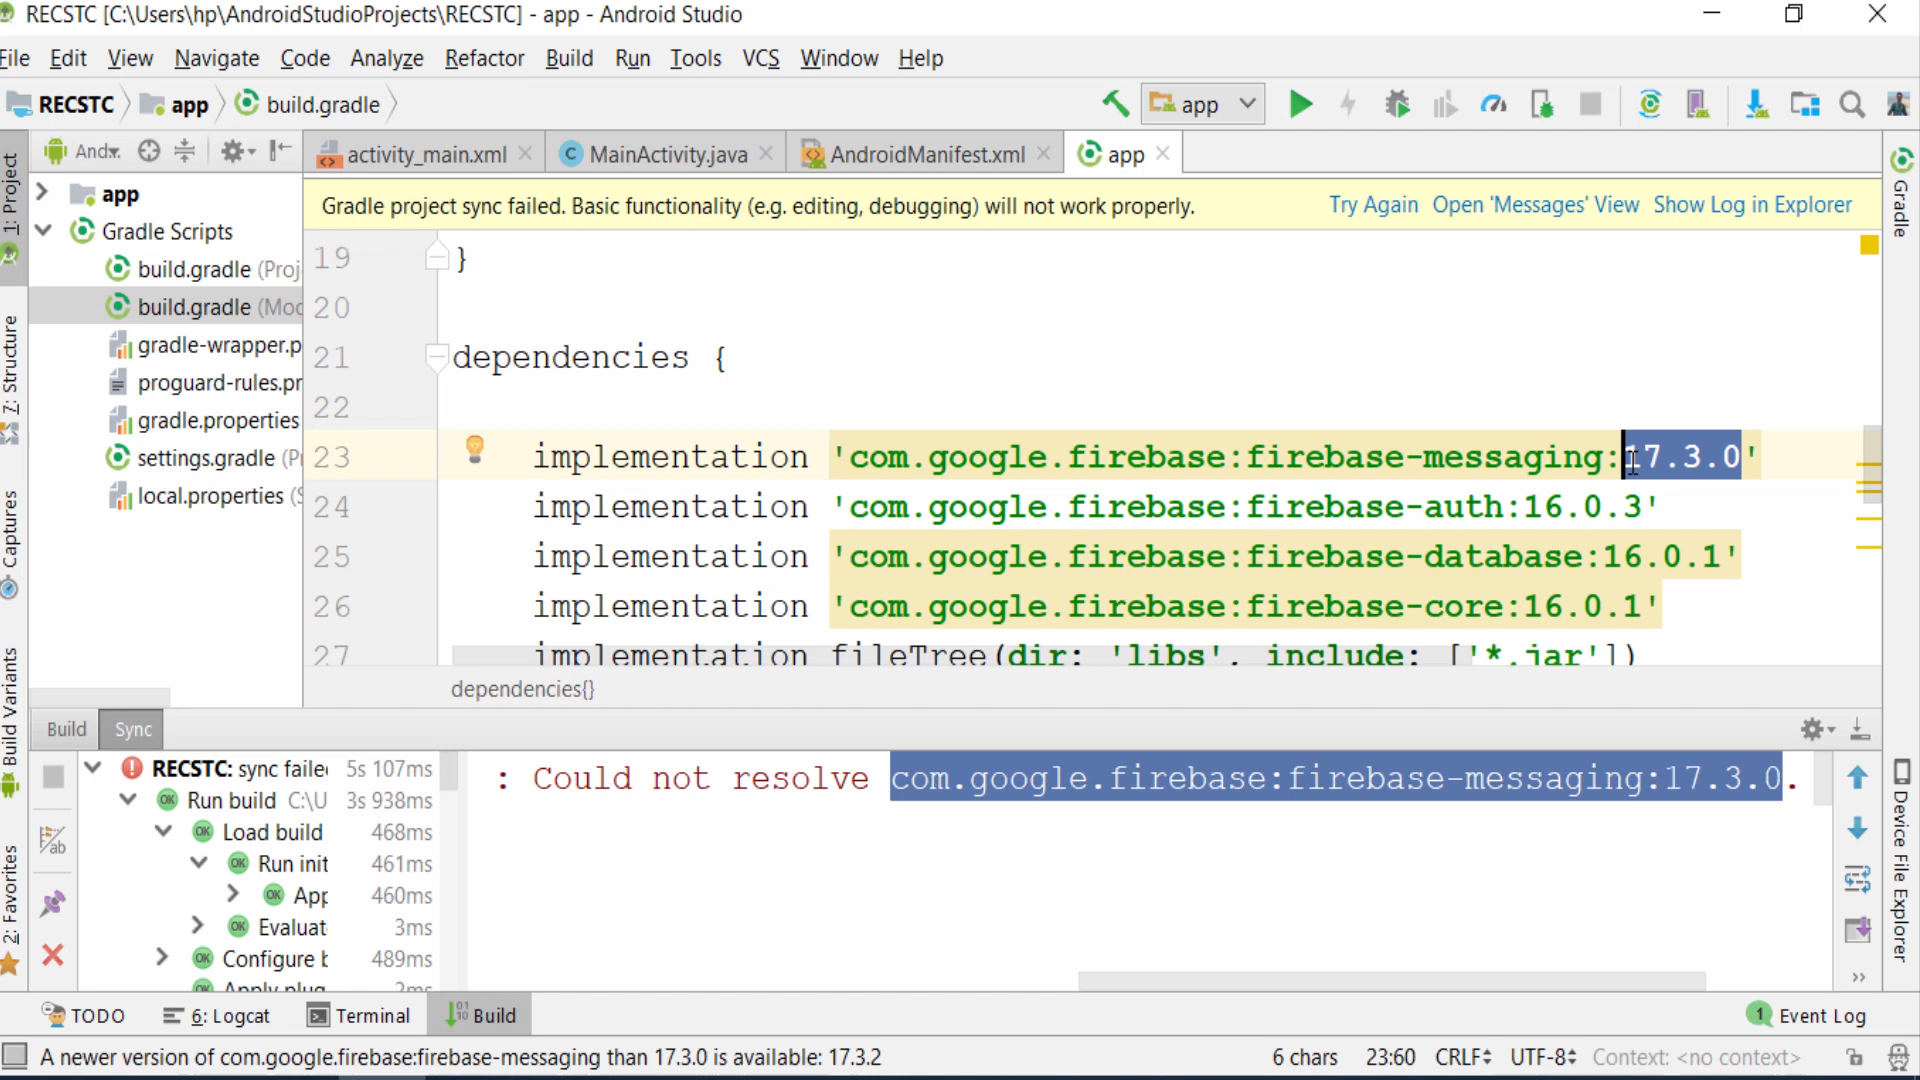 RECSTC [C:\Users\hp\AndroidStudioProjects\RECSTC] - app - Android Studio
File Edit View Navigate Code Analyze Refactor Build Run Tools VCS Window Help
RECSTC app build.gradle app
1: Project
7: Structure
Captures
Build Variants
2: Favorites
app
Gradle Scripts
build.gradle (Proj
build.gradle (Mod
gradle-wrapper.p
proguard-rules.pr
gradle.properties
settings.gradle (P
local.properties (S
activity_main.xml MainActivity.java AndroidManifest.xml app
Gradle project sync failed. Basic functionality (e.g. editing, debugging) will not work properly. Try Again Open 'Messages' View Show Log in Explorer
19 }
20
21 dependencies {
22
23 implementation 'com.google.firebase:firebase-messaging:17.3.0'
24 implementation 'com.google.firebase:firebase-auth:16.0.3'
25 implementation 'com.google.firebase:firebase-database:16.0.1'
26 implementation 'com.google.firebase:firebase-core:16.0.1'
27 implementation fileTree(dir: 'libs', include: ['*.jar'])
dependencies{}
Gradle
Device File Explorer
Build Sync
RECSTC: sync failed 5s 107ms
Run build C:\U 3s 938ms
Load build 468ms
Run init 461ms
App 460ms
Evaluat 3ms
Configure b 489ms
Apply plug 2ms
: Could not resolve com.google.firebase:firebase-messaging:17.3.0.
TODO 6: Logcat Terminal Build 1 Event Log
A newer version of com.google.firebase:firebase-messaging than 17.3.0 is available: 17.3.2 6 chars 23:60 CRLF UTF-8 Context: <no context>